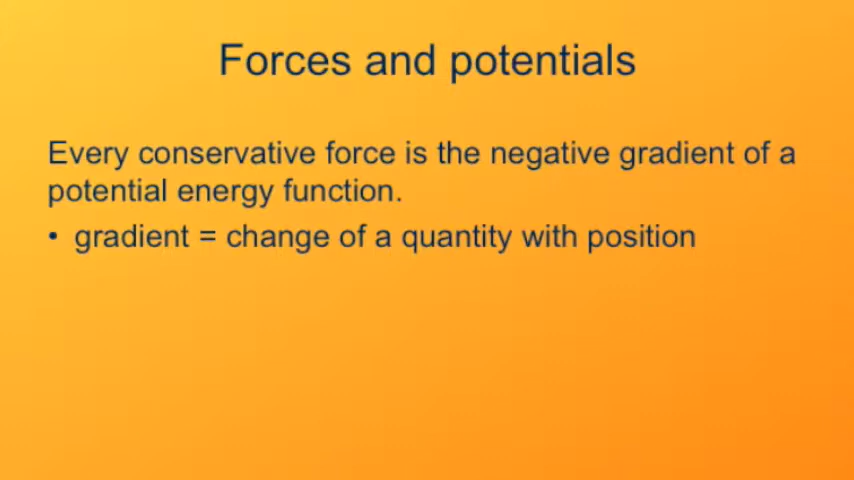 Forces and potentials
Every conservative force is the negative gradient of a
potential energy function.
• gradient = change of a quantity with position